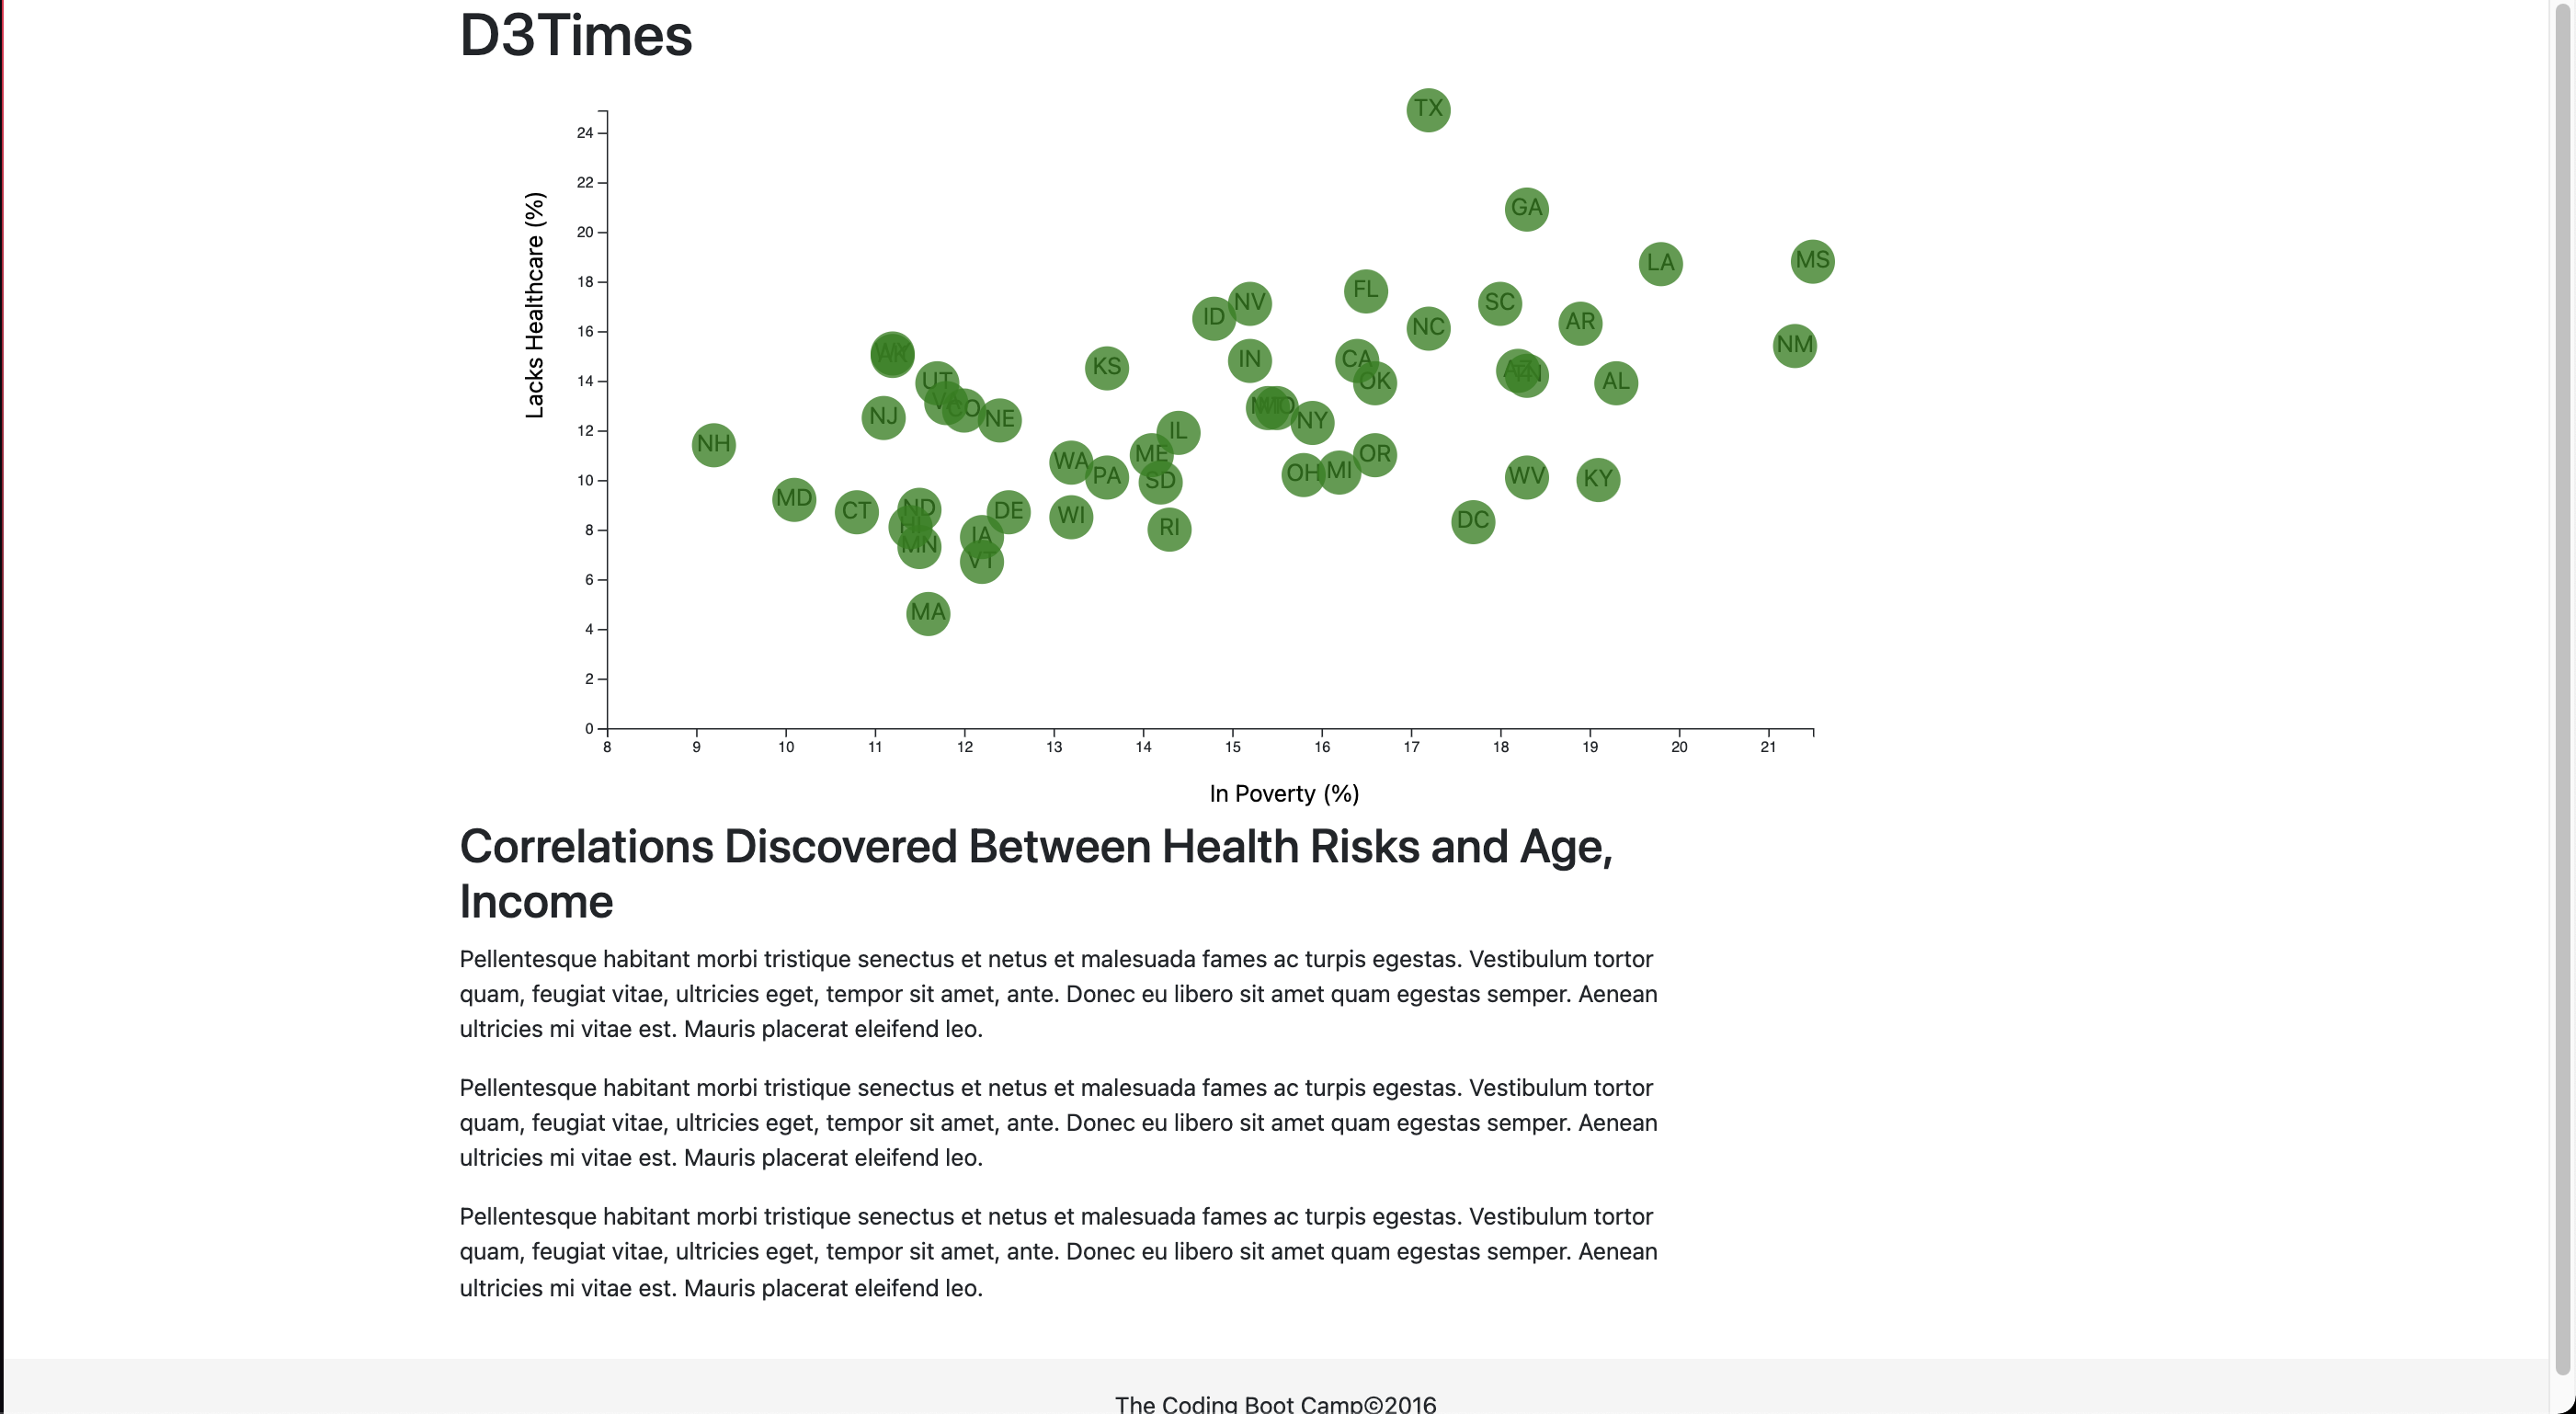 D3Times
TX
24
22
GA
20
LA
MS
18
FL
NV
SC
ID
AR
NC
16
NM
KS
IN
CA
14
UT
OK
AL
NJ
CO
NE
NY
12
IL
NH
ME
OR
WA
PA
SD
OH
MI
WV
KY
10
MD
CT
ND
DE
WI
DC
8
RI
IA
MN
VT
6
MA
4
2
0
Lacks Healthcare (%)
8 9 10 11 12 13 14 15 16 17 18 19 20 21
In Poverty (%)
Correlations Discovered Between Health Risks and Age,
Income
Pellentesque habitant morbi tristique senectus et netus et malesuada fames ac turpis egestas. Vestibulum tortor
quam, feugiat vitae, ultricies eget, tempor sit amet, ante. Donec eu libero sit amet quam egestas semper. Aenean
ultricies mi vitae est. Mauris placerat eleifend leo.
Pellentesque habitant morbi tristique senectus et netus et malesuada fames ac turpis egestas. Vestibulum tortor
quam, feugiat vitae, ultricies eget, tempor sit amet, ante. Donec eu libero sit amet quam egestas semper. Aenean
ultricies mi vitae est. Mauris placerat eleifend leo.
Pellentesque habitant morbi tristique senectus et netus et malesuada fames ac turpis egestas. Vestibulum tortor
quam, feugiat vitae, ultricies eget, tempor sit amet, ante. Donec eu libero sit amet quam egestas semper. Aenean
ultricies mi vitae est. Mauris placerat eleifend leo.
The Coding Boot Camp©2016